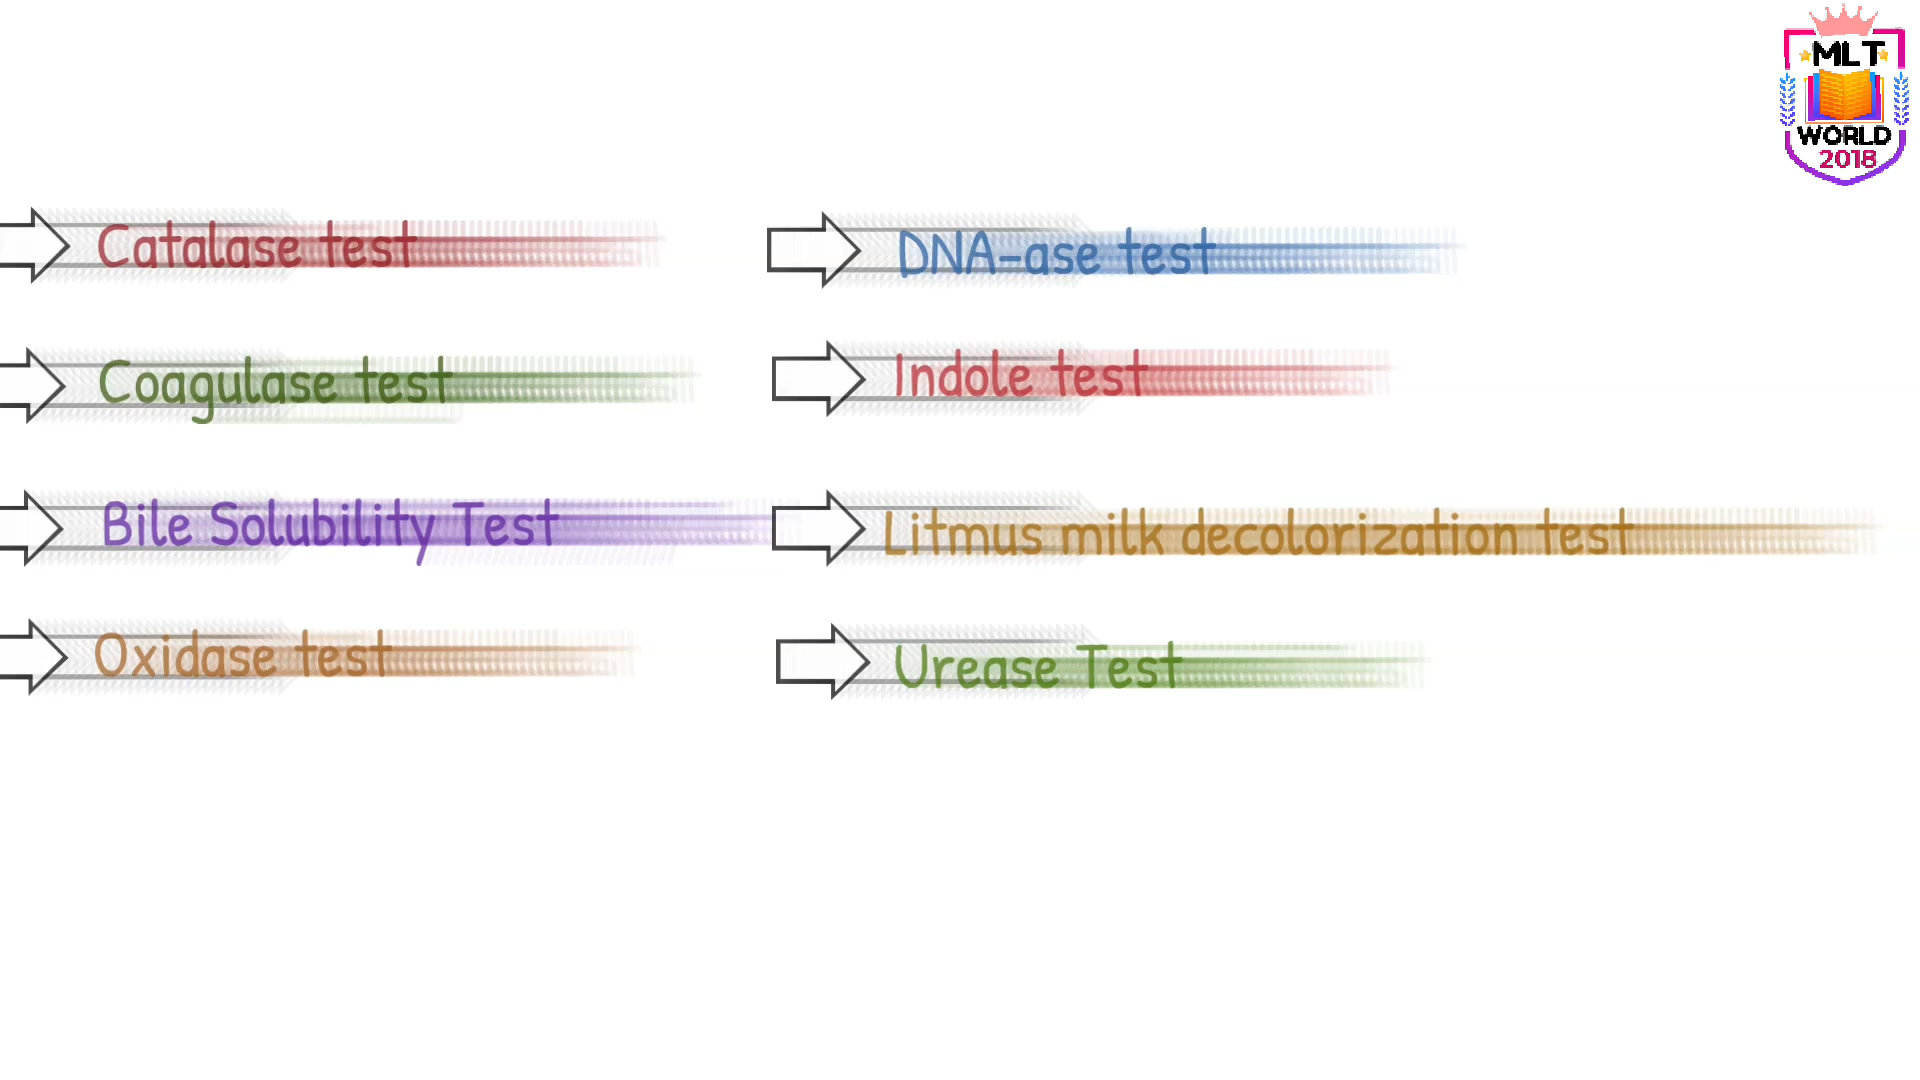 MLT
WORLD
2018
Catalase test
Coagulase test
Bile Solubility Test
Oxidase test
DNA-ase test
Indole test
Litmus milk decolorization test
Urease Test